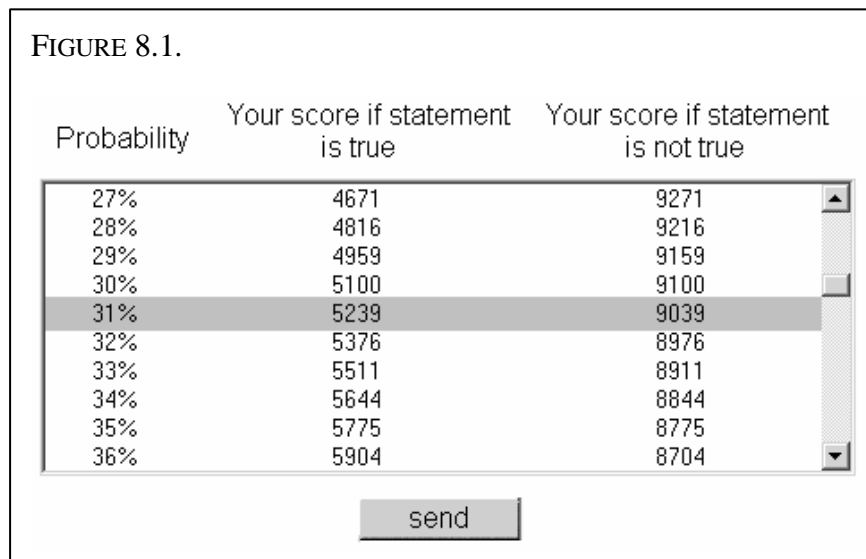 FIGURE 8.1.
Probability Your score if statement is true Your score if statement is not true
27% 4671 9271
28% 4816 9216
29% 4959 9159
30% 5100 9100
31% 5239 9039
32% 5376 8976
33% 5511 8911
34% 5644 8844
35% 5775 8775
36% 5904 8704
send